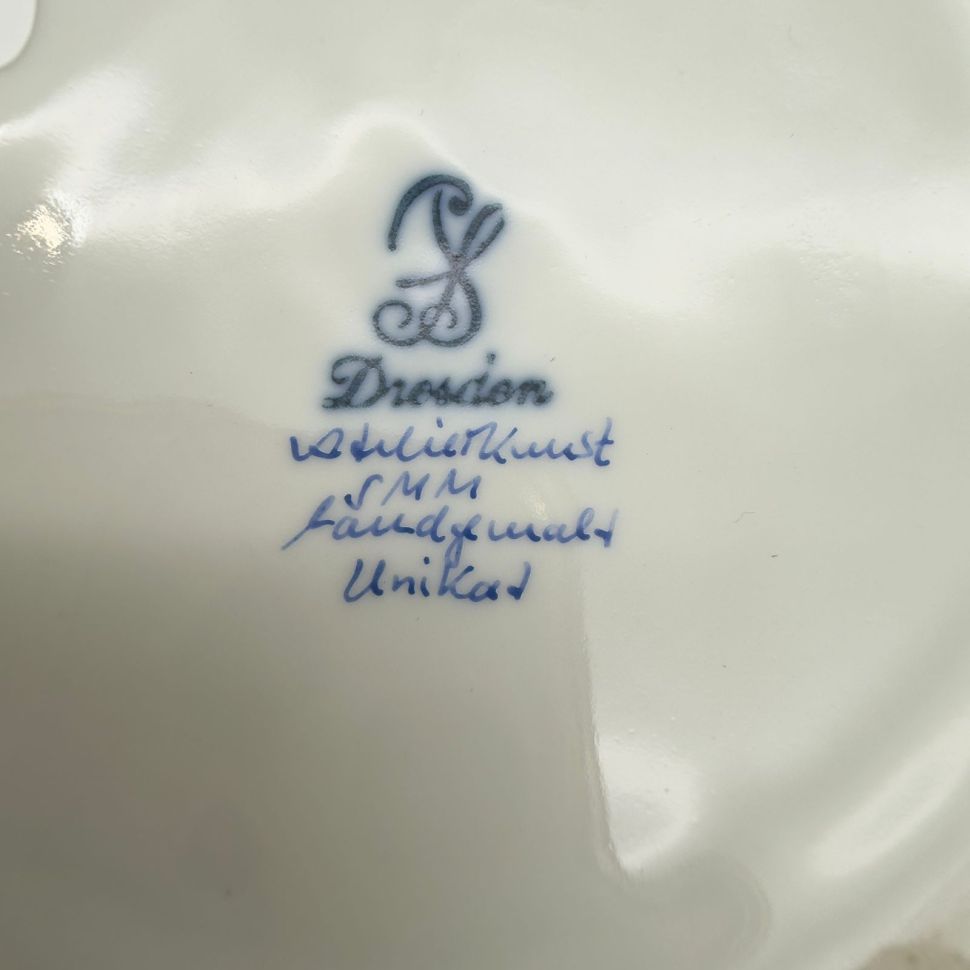 Dresden
Atelierkunst
SMM
handgemalt
Unikat